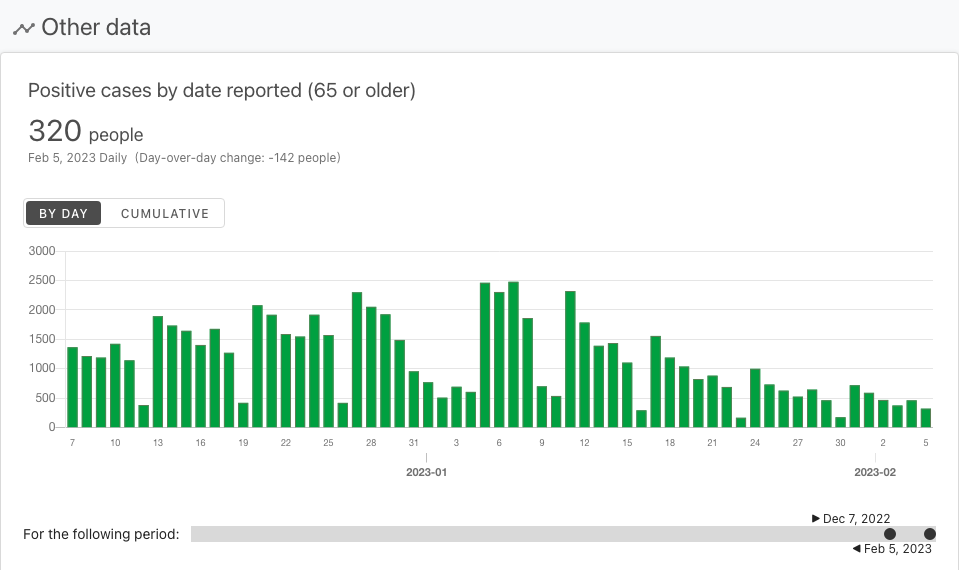 Other data
Positive cases by date reported (65 or older)
320 people
Feb 5, 2023 Daily (Day-over-day change: -142 people)
BY DAY CUMULATIVE
3000
2500
2000
1500
1000
500
0
7 10 13 16 19 22 25 28 31 3 6 9 12 15 18 21 24 27 30 2 5
2023-01 2023-02
Dec 7, 2022
For the following period:
Feb 5, 2023